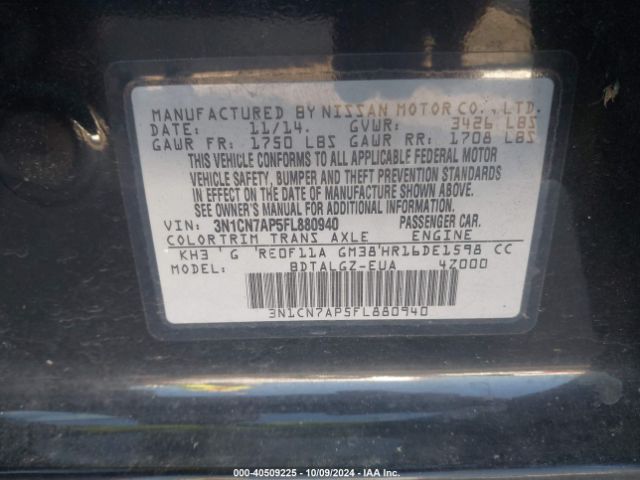 MANUFACTURED BY NISSAN MOTOR CO., LTD.
DATE: 11/14. GVWR: 3426 LBS
GAWR FR: 1750 LBS GAWR RR: 1708 LBS
THIS VEHICLE CONFORMS TO ALL APPLICABLE FEDERAL MOTOR
VEHICLE SAFETY, BUMPER AND THEFT PREVENTION STANDARDS
IN EFFECT ON THE DATE OF MANUFACTURE SHOWN ABOVE.
SEE OWNER'S MANUAL FOR ADDITIONAL INFORMATION.
VIN: 3N1CN7AP5FL880940 PASSENGER CAR.
COLOR TRIM TRANS AXLE ENGINE
KH3 'G 'RE0F11A GM38'HR16DE1598 CC
MODEL: BDTALGZ-EUA 4Z000
3N1CN7AP5FL880940
000-40509225 - 10/09/2024 - IAA Inc.